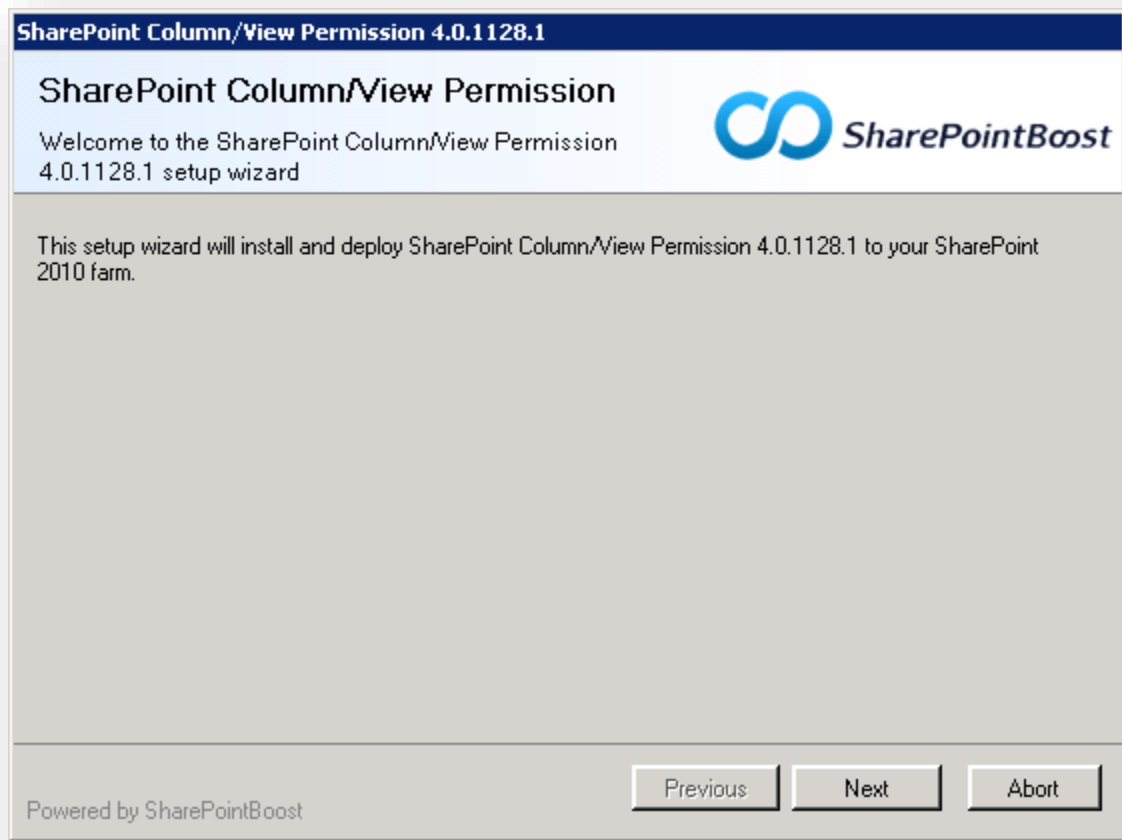 SharePoint Column/View Permission 4.0.1128.1
SharePoint Column/View Permission
Welcome to the SharePoint Column/View Permission
4.0.1128.1 setup wizard
SharePointBoost
This setup wizard will install and deploy SharePoint Column/View Permission 4.0.1128.1 to your SharePoint
2010 farm.
Previous
Next
Abort
Powered by SharePointBoost